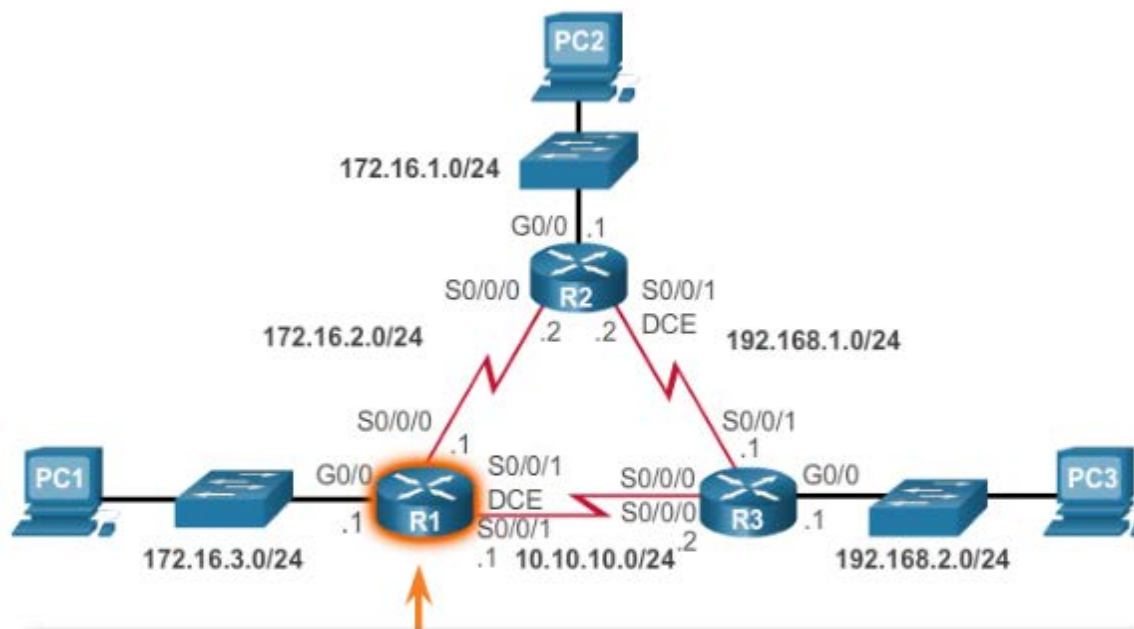 PC2
172.16.1.0/24
G0/0
.1
S0/0/0
R2
S0/0/1
DCE
.2
.2
172.16.2.0/24
192.168.1.0/24
S0/0/0
.1
S0/0/1
.1
PC1
G0/0
S0/0/1
DCE
S0/0/0
G0/0
PC3
.1
R1
S0/0/1
.1
S0/0/0
.2
R3
.1
172.16.3.0/24
10.10.10.0/24
192.168.2.0/24